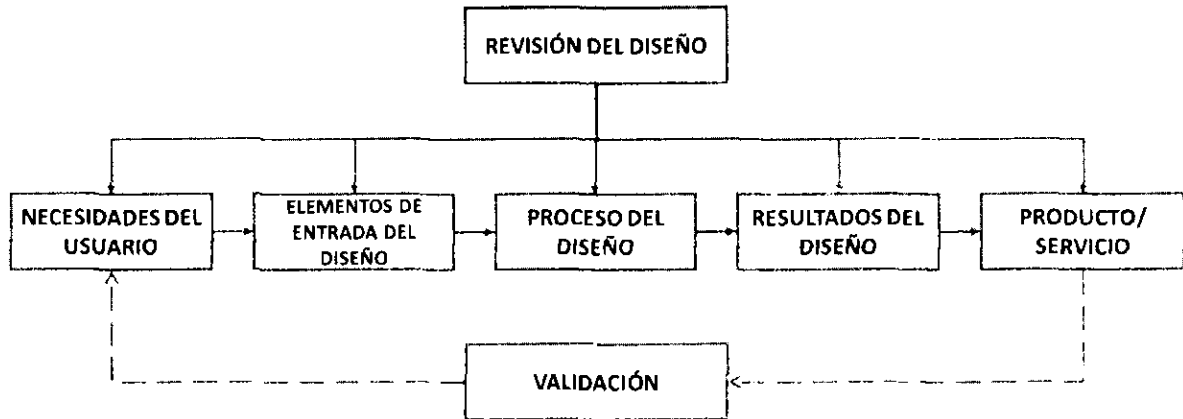 REVISIÓN DEL DISEÑO
NECESIDADES DEL
USUARIO
ELEMENTOS DE
ENTRADA DEL
DISEÑO
PROCESO DEL
DISEÑO
RESULTADOS DEL
DISEÑO
PRODUCTO/
SERVICIO
VALIDACIÓN